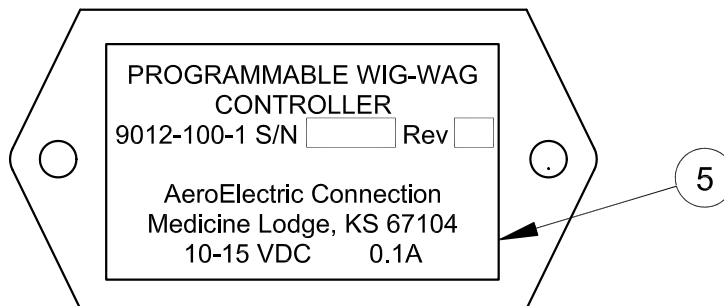 PROGRAMMABLE WIG-WAG
CONTROLLER
9012-100-1 S/N Rev
AeroElectric Connection
Medicine Lodge, KS 67104
10-15 VDC 0.1A
5